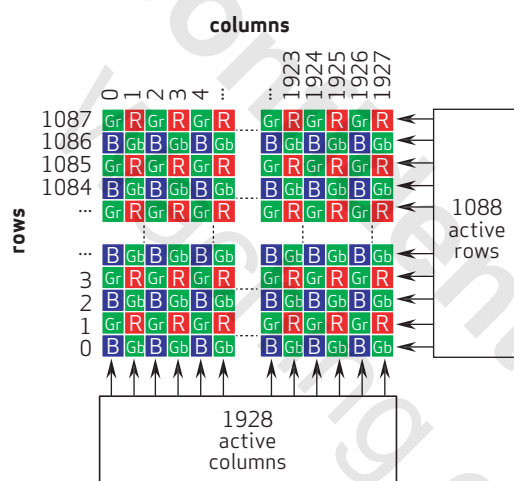 columns
0 1 2 3 4 ... ... 1923 1924 1925 1926 1927
rows
1087 Gr R Gr R Gr R Gr R Gr R Gr R
1086 B Gb B Gb B Gb B Gb B Gb B Gb
1085 Gr R Gr R Gr R Gr R Gr R Gr R
1084 B Gb B Gb B Gb B Gb B Gb B Gb
... Gr R Gr R Gr R Gr R Gr R Gr R
... B Gb B Gb B Gb B Gb B Gb B Gb
3 Gr R Gr R Gr R Gr R Gr R Gr R
2 B Gb B Gb B Gb B Gb B Gb B Gb
1 Gr R Gr R Gr R Gr R Gr R Gr R
0 B Gb B Gb B Gb B Gb B Gb B Gb
1088
active
rows
1928
active
columns